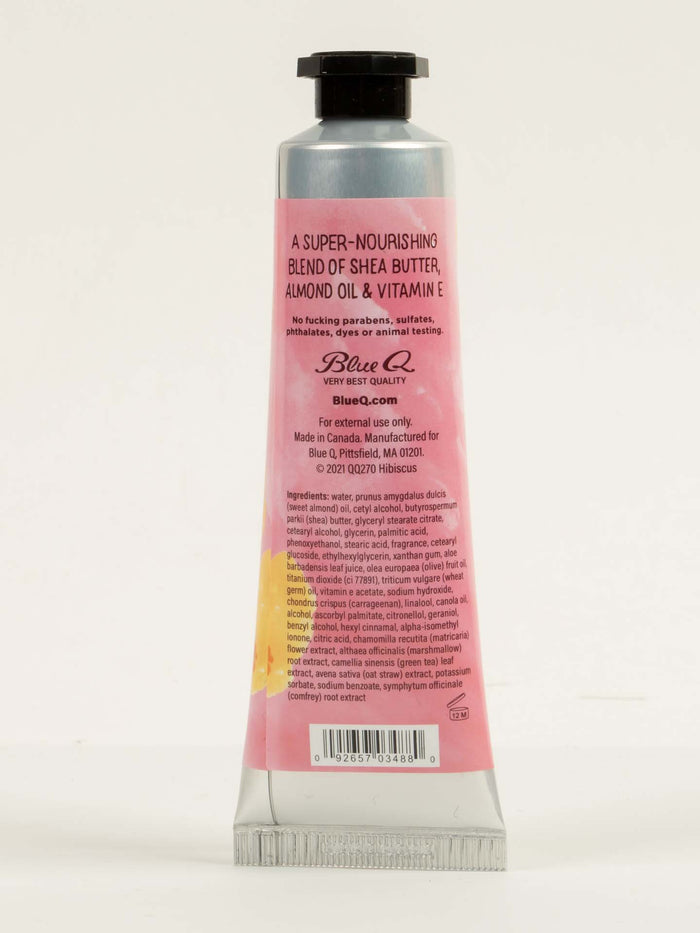 A SUPER-NOURISHING
BLEND OF SHEA BUTTER,
ALMOND OIL & VITAMIN E
No fucking parabens, sulfates,
phthalates, dyes or animal testing.
Blue Q
VERY BEST QUALITY
BlueQ.com
For external use only.
Made in Canada. Manufactured for
Blue Q, Pittsfield, MA 01201.
© 2021 QQ270 Hibiscus
Ingredients: water, prunus amygdalus dulcis
(sweet almond) oil, cetyl alcohol, butyrospermum
parkii (shea) butter, glyceryl stearate citrate,
cetearyl alcohol, glycerin, palmitic acid,
phenoxyethanol, stearic acid, fragrance, cetearyl
glucoside, ethylhexylglycerin, xanthan gum, aloe
barbadensis leaf juice, olea europaea (olive) fruit oil,
titanium dioxide (ci 77891), triticum vulgare (wheat
germ) oil, vitamin e acetate, sodium hydroxide,
chondrus crispus (carrageenan), linalool, canola oil,
alcohol, ascorbyl palmitate, citronellol, geraniol,
benzyl alcohol, hexyl cinnamal, alpha-isomethyl
ionone, citric acid, chamomilla recutita (matricaria)
flower extract, althaea officinalis (marshmallow)
root extract, camellia sinensis (green tea) leaf
extract, avena sativa (oat straw) extract, potassium
sorbate, sodium benzoate, symphytum officinale
(comfrey) root extract
12 M
0 92657 03488 0